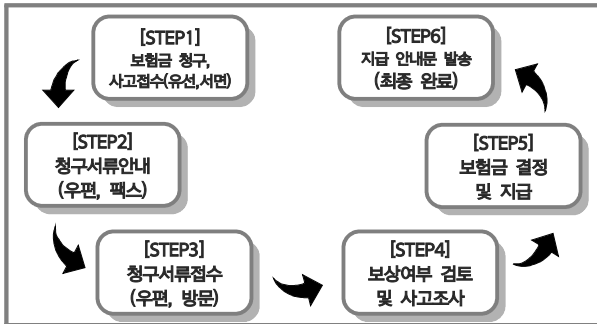 [STEP1]
보험금 청구,
사고접수(유선,서면)
[STEP2]
청구서류안내
(우편, 팩스)
[STEP3]
청구서류접수
(우편, 방문)
[STEP4]
보상여부 검토
및 사고조사
[STEP5]
보험금 결정
및 지급
[STEP6]
지급 안내문 발송
(최종 완료)